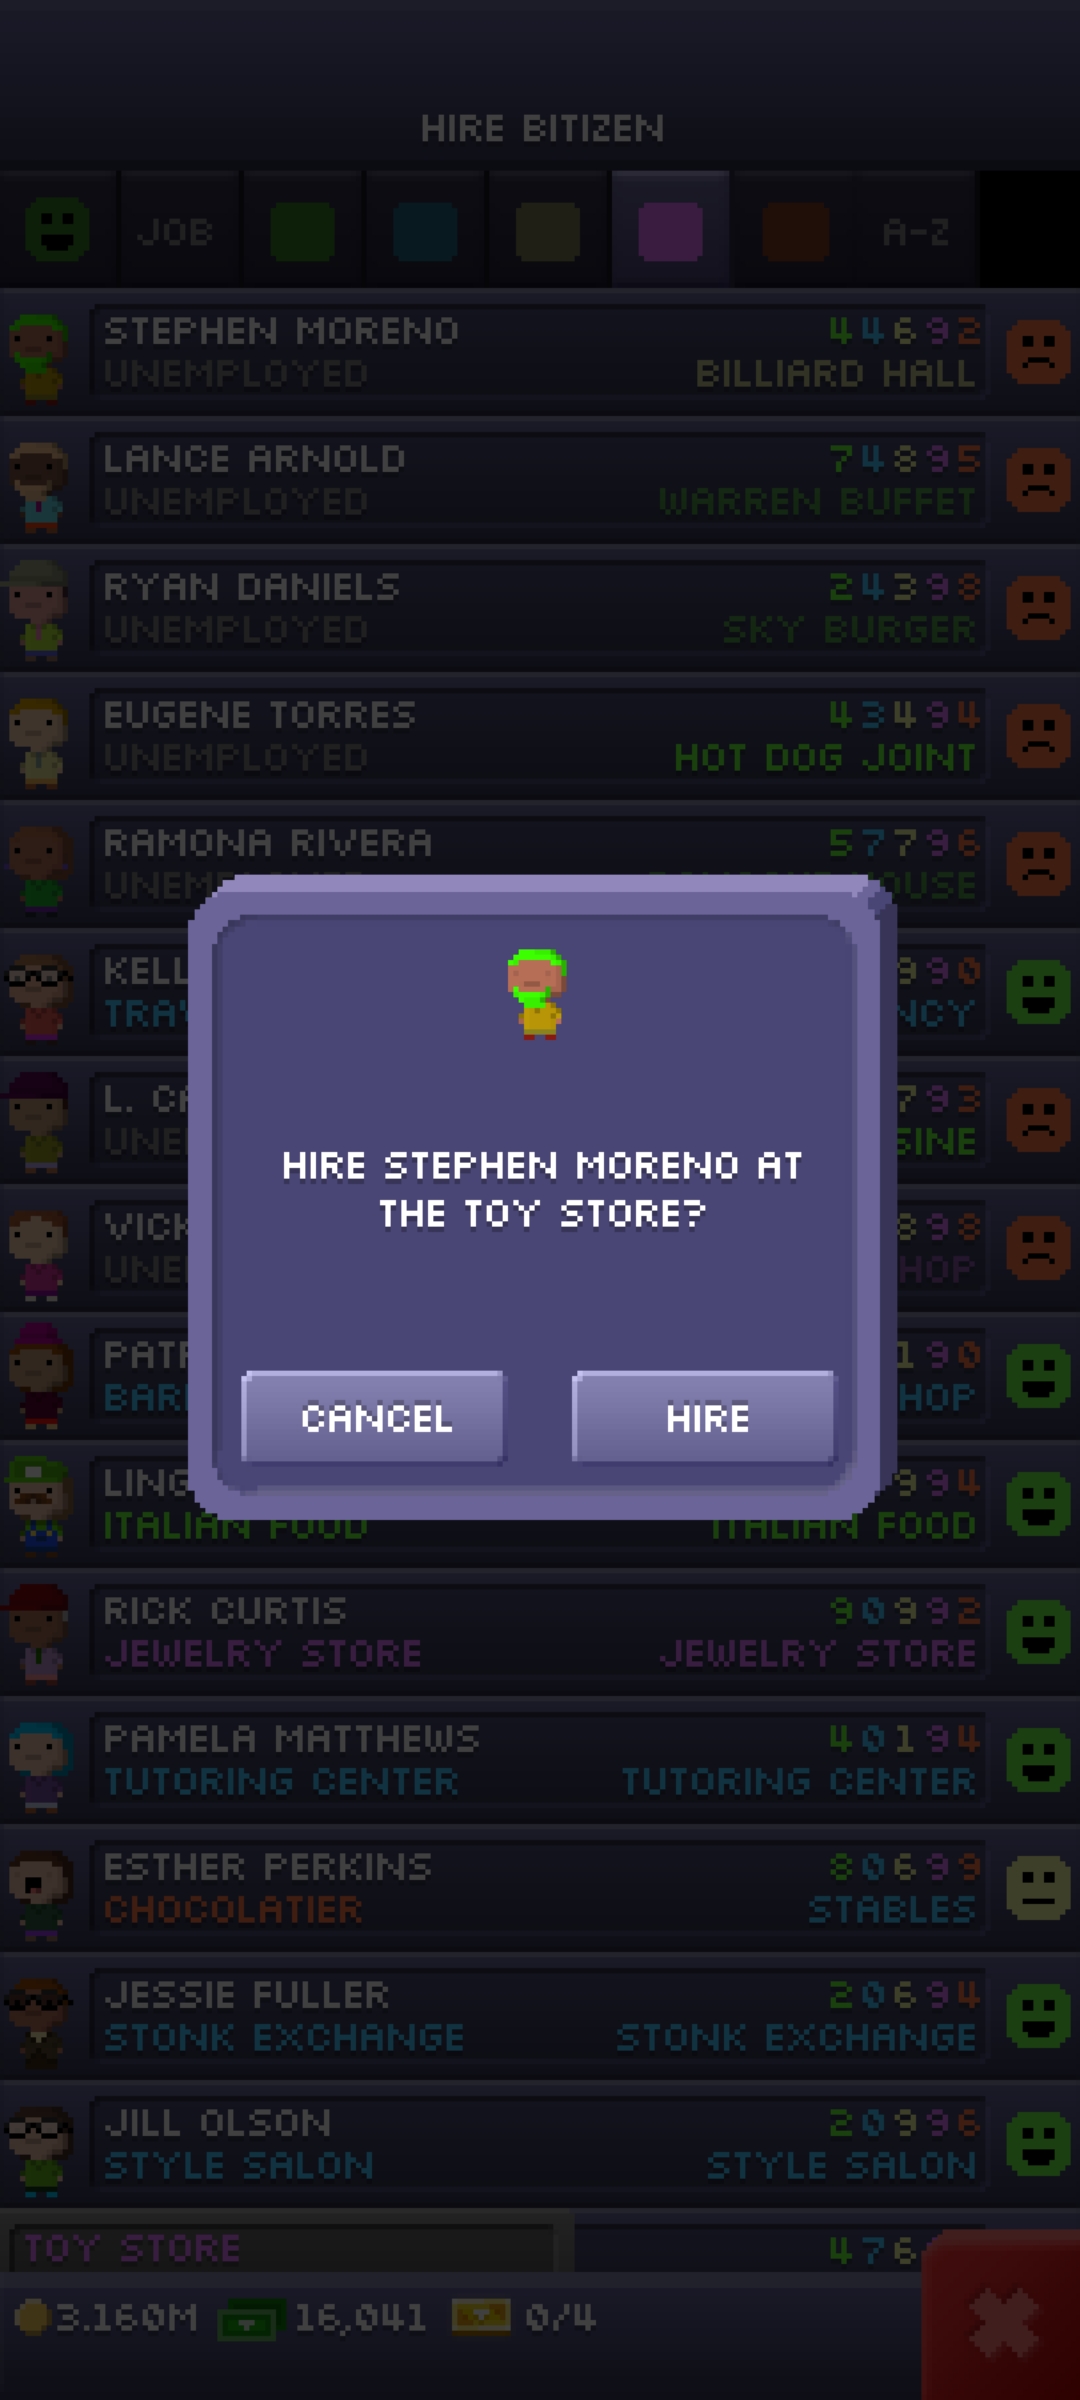 HIRE BITIZEN
JOB A-Z
STEPHEN MORENO 44692
UNEMPLOYED BILLIARD HALL
LANCE ARNOLD 74895
UNEMPLOYED WARREN BUFFET
RYAN DANIELS 24398
UNEMPLOYED SKY BURGER
EUGENE TORRES 43494
UNEMPLOYED HOT DOG JOINT
RAMONA RIVERA 57796
HIRE STEPHEN MORENO AT
THE TOY STORE?
CANCEL HIRE
ITALIAN FOOD ITALIAN FOOD
RICK CURTIS 90992
JEWELRY STORE JEWELRY STORE
PAMELA MATTHEWS 40194
TUTORING CENTER TUTORING CENTER
ESTHER PERKINS 80699
CHOCOLATIER STABLES
JESSIE FULLER 20694
STONK EXCHANGE STONK EXCHANGE
JILL OLSON 20996
STYLE SALON STYLE SALON
TOY STORE 476
3.160M 16,041 0/4